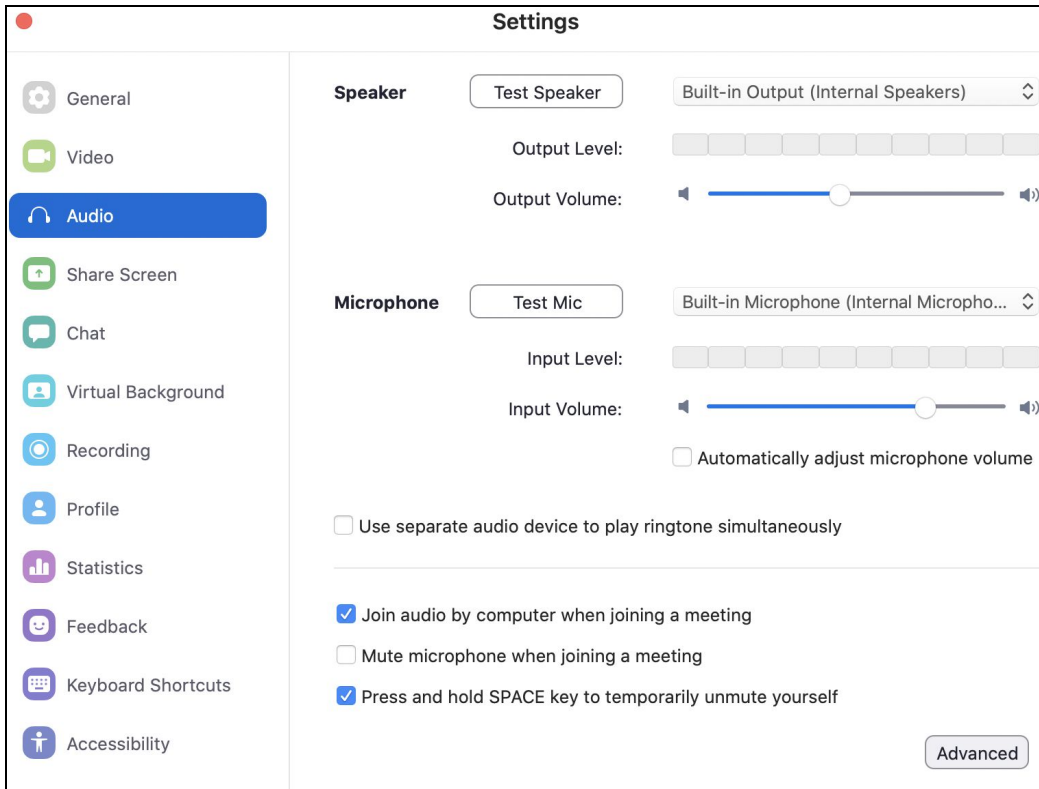 Settings
General
Video
Audio
Share Screen
Chat
Virtual Background
Recording
Profile
Statistics
Feedback
Keyboard Shortcuts
Accessibility
Speaker
Test Speaker
Built-in Output (Internal Speakers)
Output Level:
Output Volume:
Microphone
Test Mic
Built-in Microphone (Internal Micropho...
Input Level:
Input Volume:
Automatically adjust microphone volume
Use separate audio device to play ringtone simultaneously
Join audio by computer when joining a meeting
Mute microphone when joining a meeting
Press and hold SPACE key to temporarily unmute yourself
Advanced